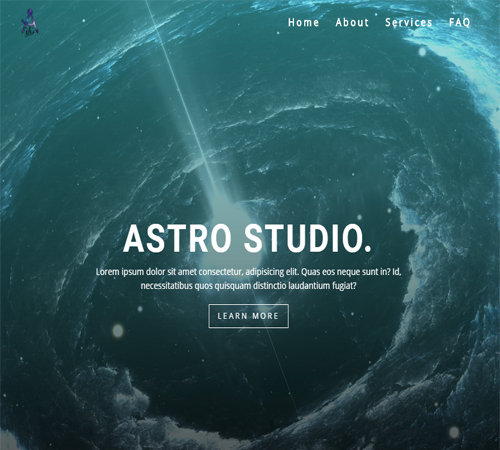 Home About Services FAQ
ASTRO STUDIO.
Lorem ipsum dolor sit amet consectetur, adipisicing elit. Quas eos neque sunt in? Id,
necessitatibus quos quisquam distinctio laudantium fugiat?
LEARN MORE